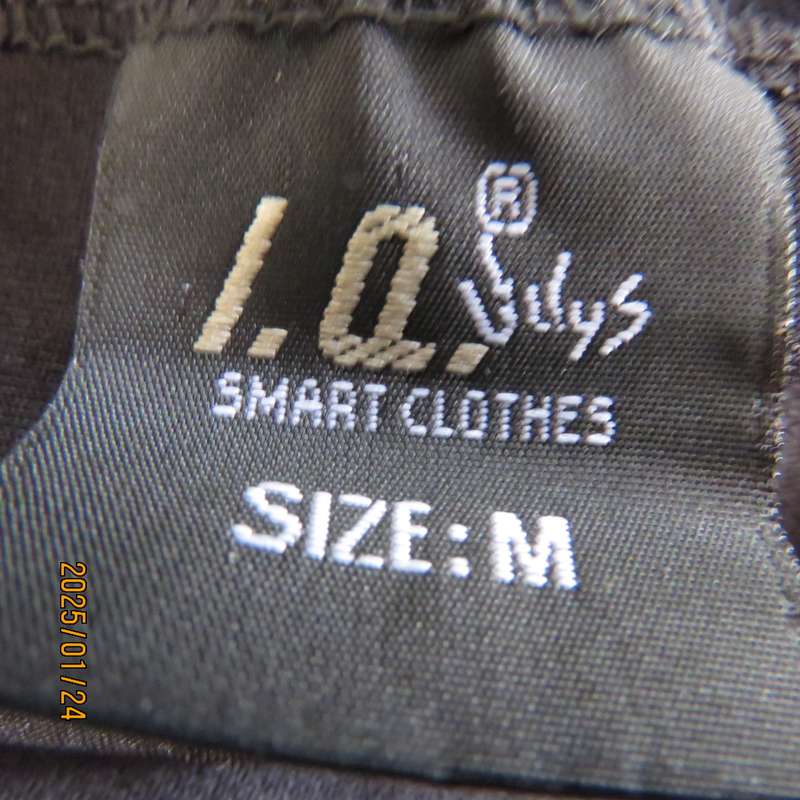 I.Q.
®
SMART CLOTHES
SIZE: M
2025/01/24